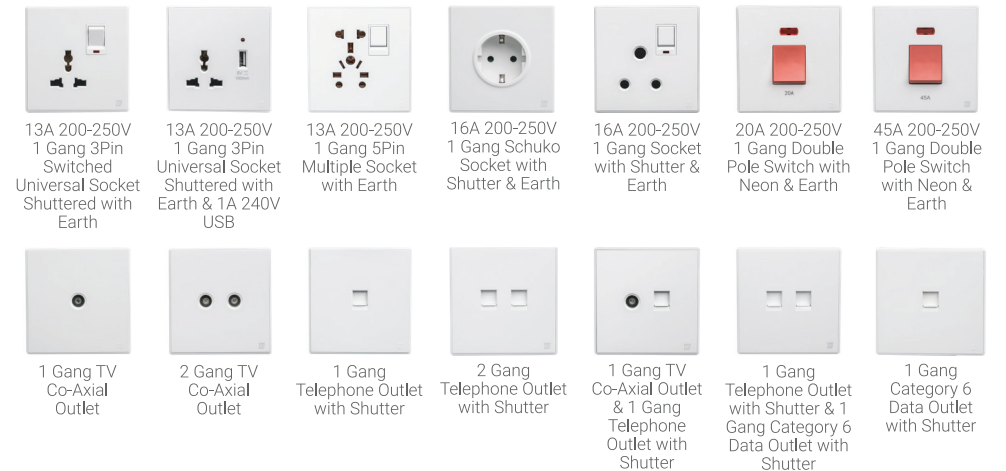 20A
45A
13A 200-250V
1 Gang 3Pin
Switched
Universal Socket
Shuttered with
Earth
13A 200-250V
1 Gang 3Pin
Universal Socket
Shuttered with
Earth & 1A 240V
USB
13A 200-250V
1 Gang 5Pin
Multiple Socket
with Earth
16A 200-250V
1 Gang Schuko
Socket with
Shutter & Earth
16A 200-250V
1 Gang Socket
with Shutter &
Earth
20A 200-250V
1 Gang Double
Pole Switch with
Neon & Earth
45A 200-250V
1 Gang Double
Pole Switch
with Neon &
Earth
1 Gang TV
Co-Axial
Outlet
2 Gang TV
Co-Axial
Outlet
1 Gang
Telephone Outlet
with Shutter
2 Gang
Telephone Outlet
with Shutter
1 Gang TV
Co-Axial Outlet
& 1 Gang
Telephone
Outlet with
Shutter
1 Gang
Telephone Outlet
with Shutter & 1
Gang Category 6
Data Outlet with
Shutter
1 Gang
Category 6
Data Outlet
with Shutter